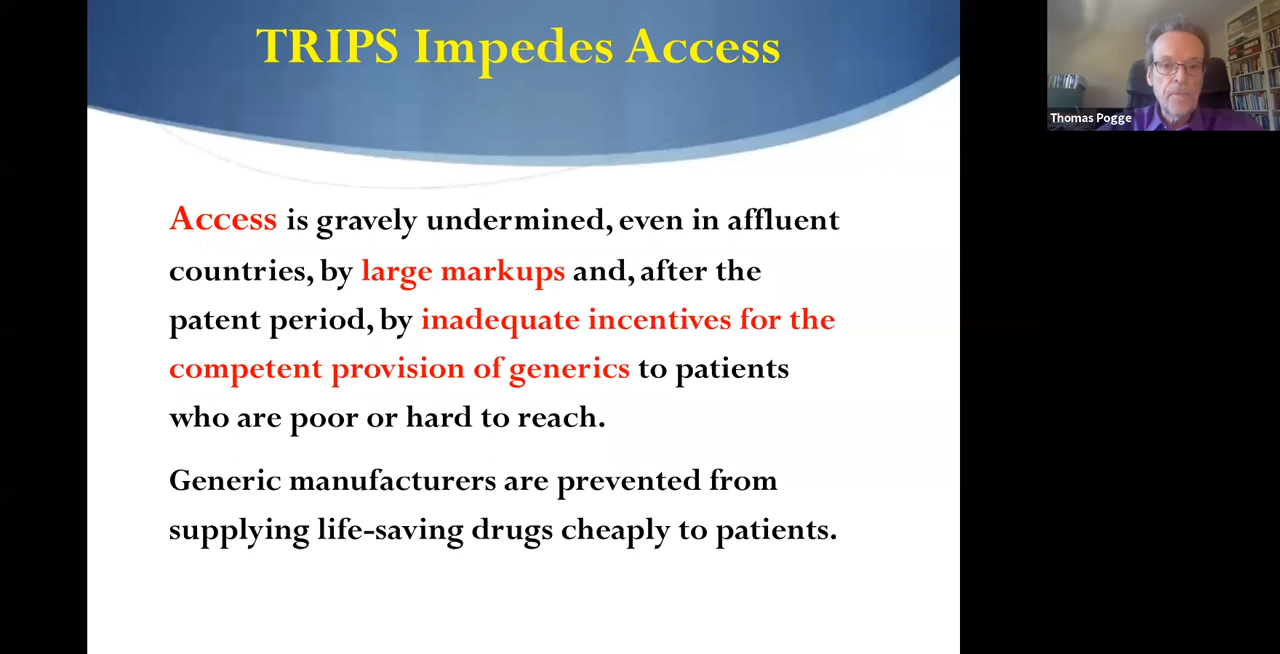 TRIPS Impedes Access
Thomas Pogge
Access is gravely undermined, even in affluent
countries, by large markups and, after the
patent period, by inadequate incentives for the
competent provision of generics to patients
who are poor or hard to reach.
Generic manufacturers are prevented from
supplying life-saving drugs cheaply to patients.